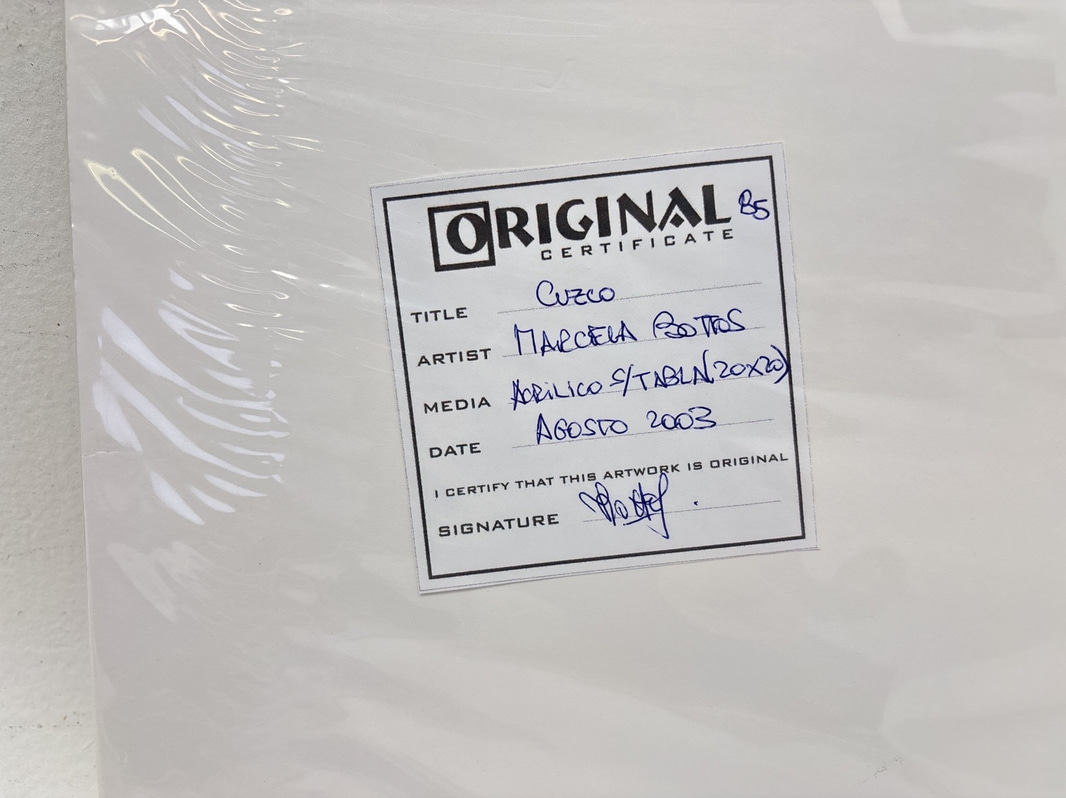 ORIGINAL B5
CERTIFICATE
TITLE Cuzco
ARTIST MARCELA BOTTOS
MEDIA ACRILICO S/TABLA(20x20)
DATE AGOSTO 2003
I CERTIFY THAT THIS ARTWORK IS ORIGINAL
SIGNATURE